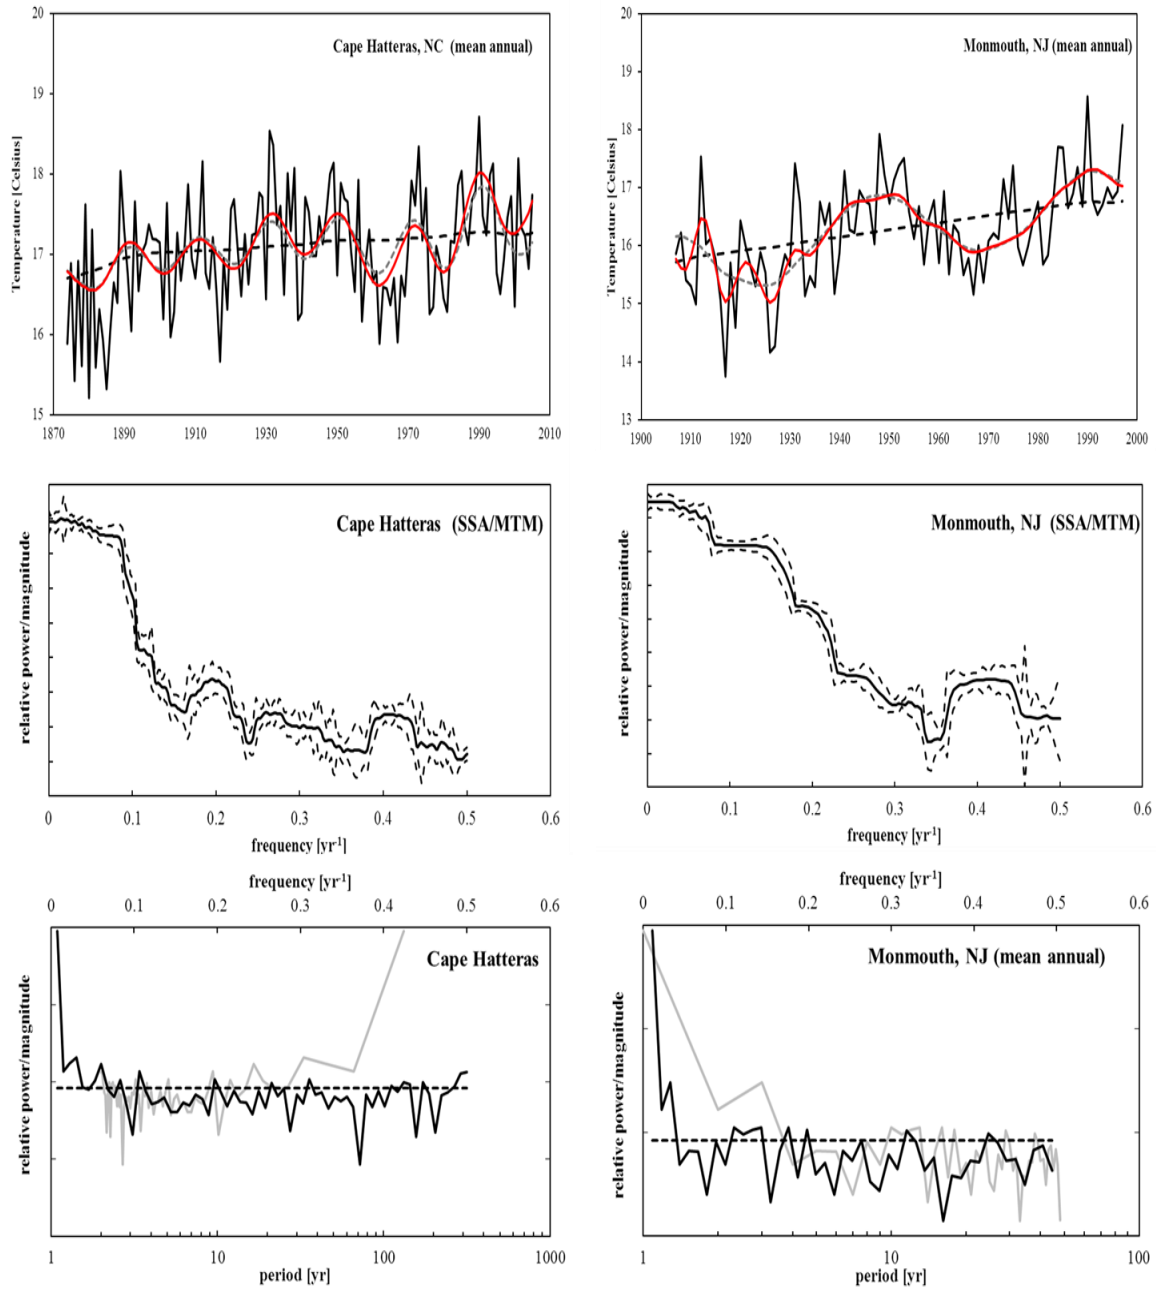 20
19
18
17
16
15
Temperature [Celsius]
Cape Hatteras, NC (mean annual)
1870 1890 1910 1930 1950 1970 1990 2010
20
19
18
17
16
15
14
13
Temperature [Celsius]
Monmouth, NJ (mean annual)
1900 1910 1920 1930 1940 1950 1960 1970 1980 1990 2000
relative power/magnitude
Cape Hatteras (SSA/MTM)
0 0.1 0.2 0.3 0.4 0.5 0.6
frequency [yr-1]
relative power/magnitude
Monmouth, NJ (SSA/MTM)
0 0.1 0.2 0.3 0.4 0.5 0.6
frequency [yr-1]
frequency [yr-1]
0 0.1 0.2 0.3 0.4 0.5 0.6
relative power/magnitude
Cape Hatteras
1 10 100 1000
period [yr]
frequency [yr-1]
0 0.1 0.2 0.3 0.4 0.5 0.6
relative power/magnitude
Monmouth, NJ (mean annual)
1 10 100
period [yr]